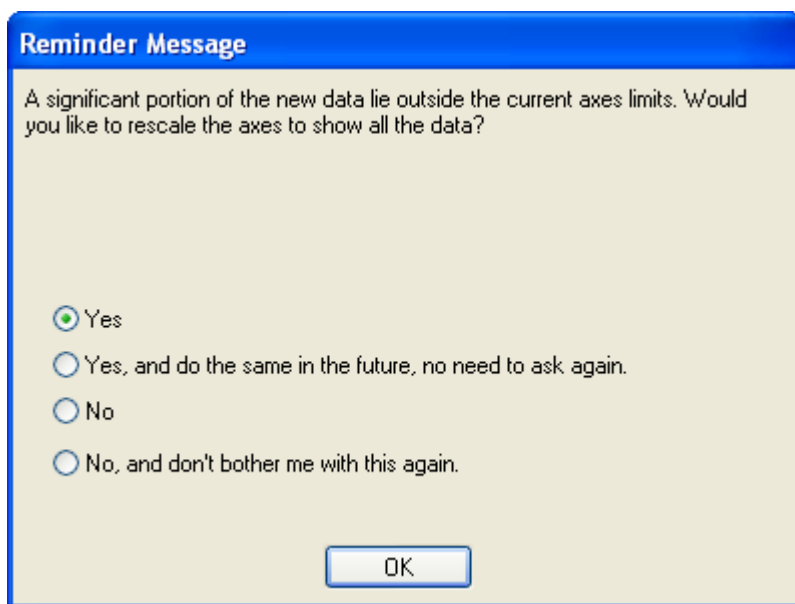 Reminder Message
A significant portion of the new data lie outside the current axes limits. Would
you like to rescale the axes to show all the data?
Yes
Yes, and do the same in the future, no need to ask again.
No
No, and don't bother me with this again.
OK